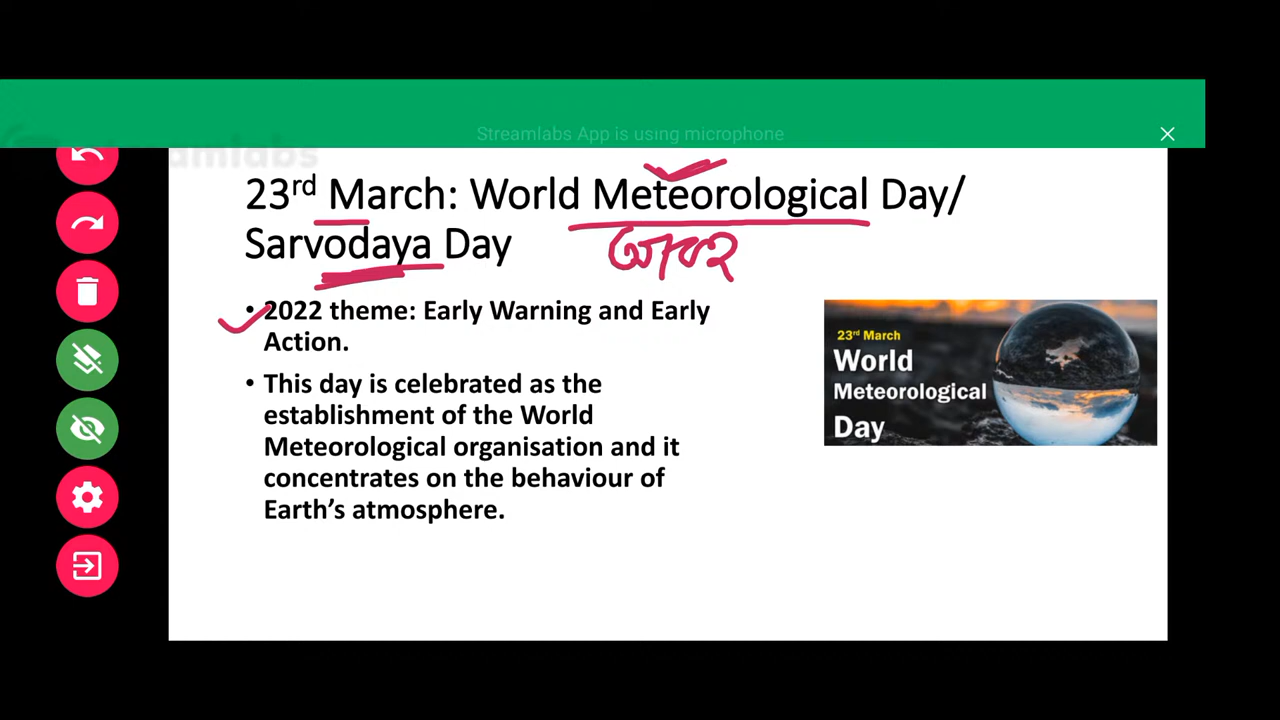 Streamlabs App is using microphone
amlabs
23rd March: World Meteorological Day/
Sarvodaya Day
আবহ
• 2022 theme: Early Warning and Early
Action.
• This day is celebrated as the
establishment of the World
Meteorological organisation and it
concentrates on the behaviour of
Earth’s atmosphere.
23rd March
World
Meteorological
Day